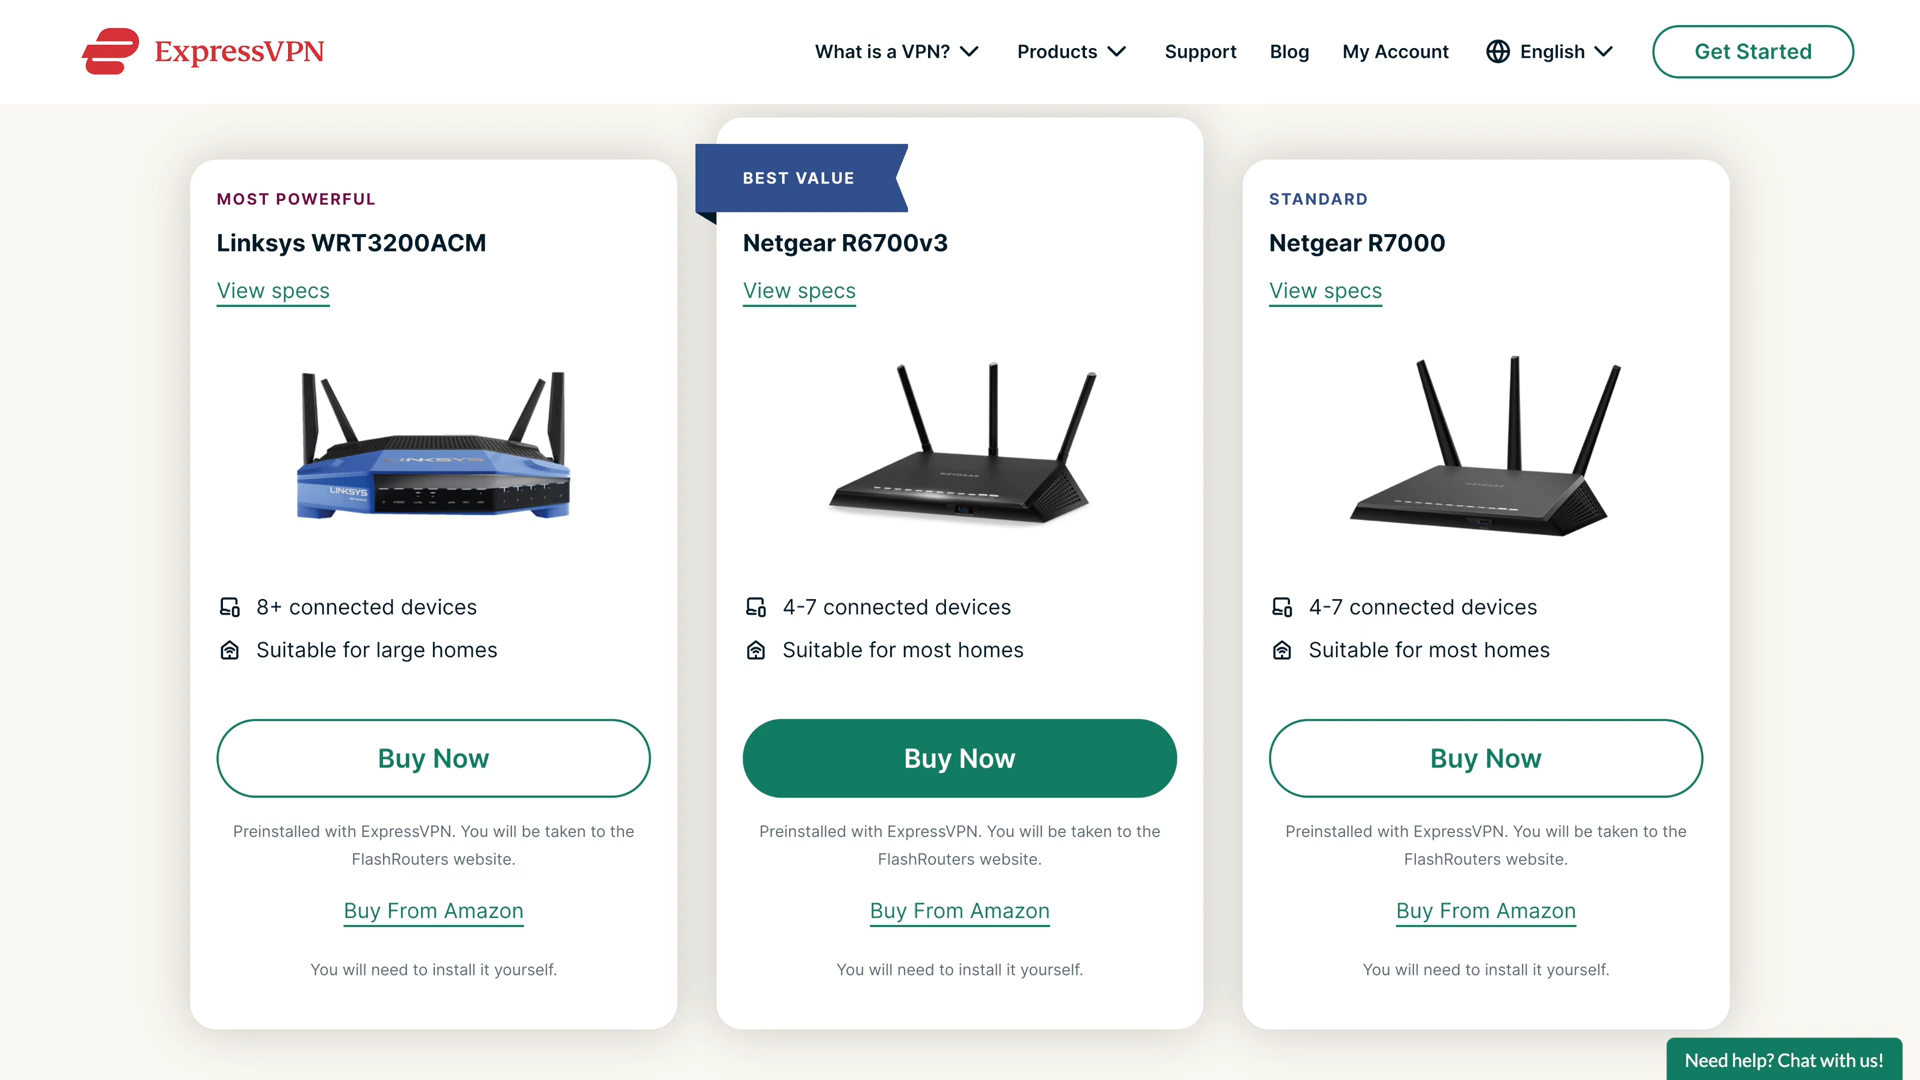 ExpressVPN
What is a VPN?
Products
Support
Blog
My Account
English
Get Started
MOST POWERFUL
Linksys WRT3200ACM
View specs
LINKSYS
LINKSYS
8+ connected devices
Suitable for large homes
Buy Now
Preinstalled with ExpressVPN. You will be taken to the
FlashRouters website.
Buy From Amazon
You will need to install it yourself.
BEST VALUE
Netgear R6700v3
View specs
NETGEAR
4-7 connected devices
Suitable for most homes
Buy Now
Preinstalled with ExpressVPN. You will be taken to the
FlashRouters website.
Buy From Amazon
You will need to install it yourself.
STANDARD
Netgear R7000
View specs
NETGEAR
4-7 connected devices
Suitable for most homes
Buy Now
Preinstalled with ExpressVPN. You will be taken to the
FlashRouters website.
Buy From Amazon
You will need to install it yourself.
Need help? Chat with us!